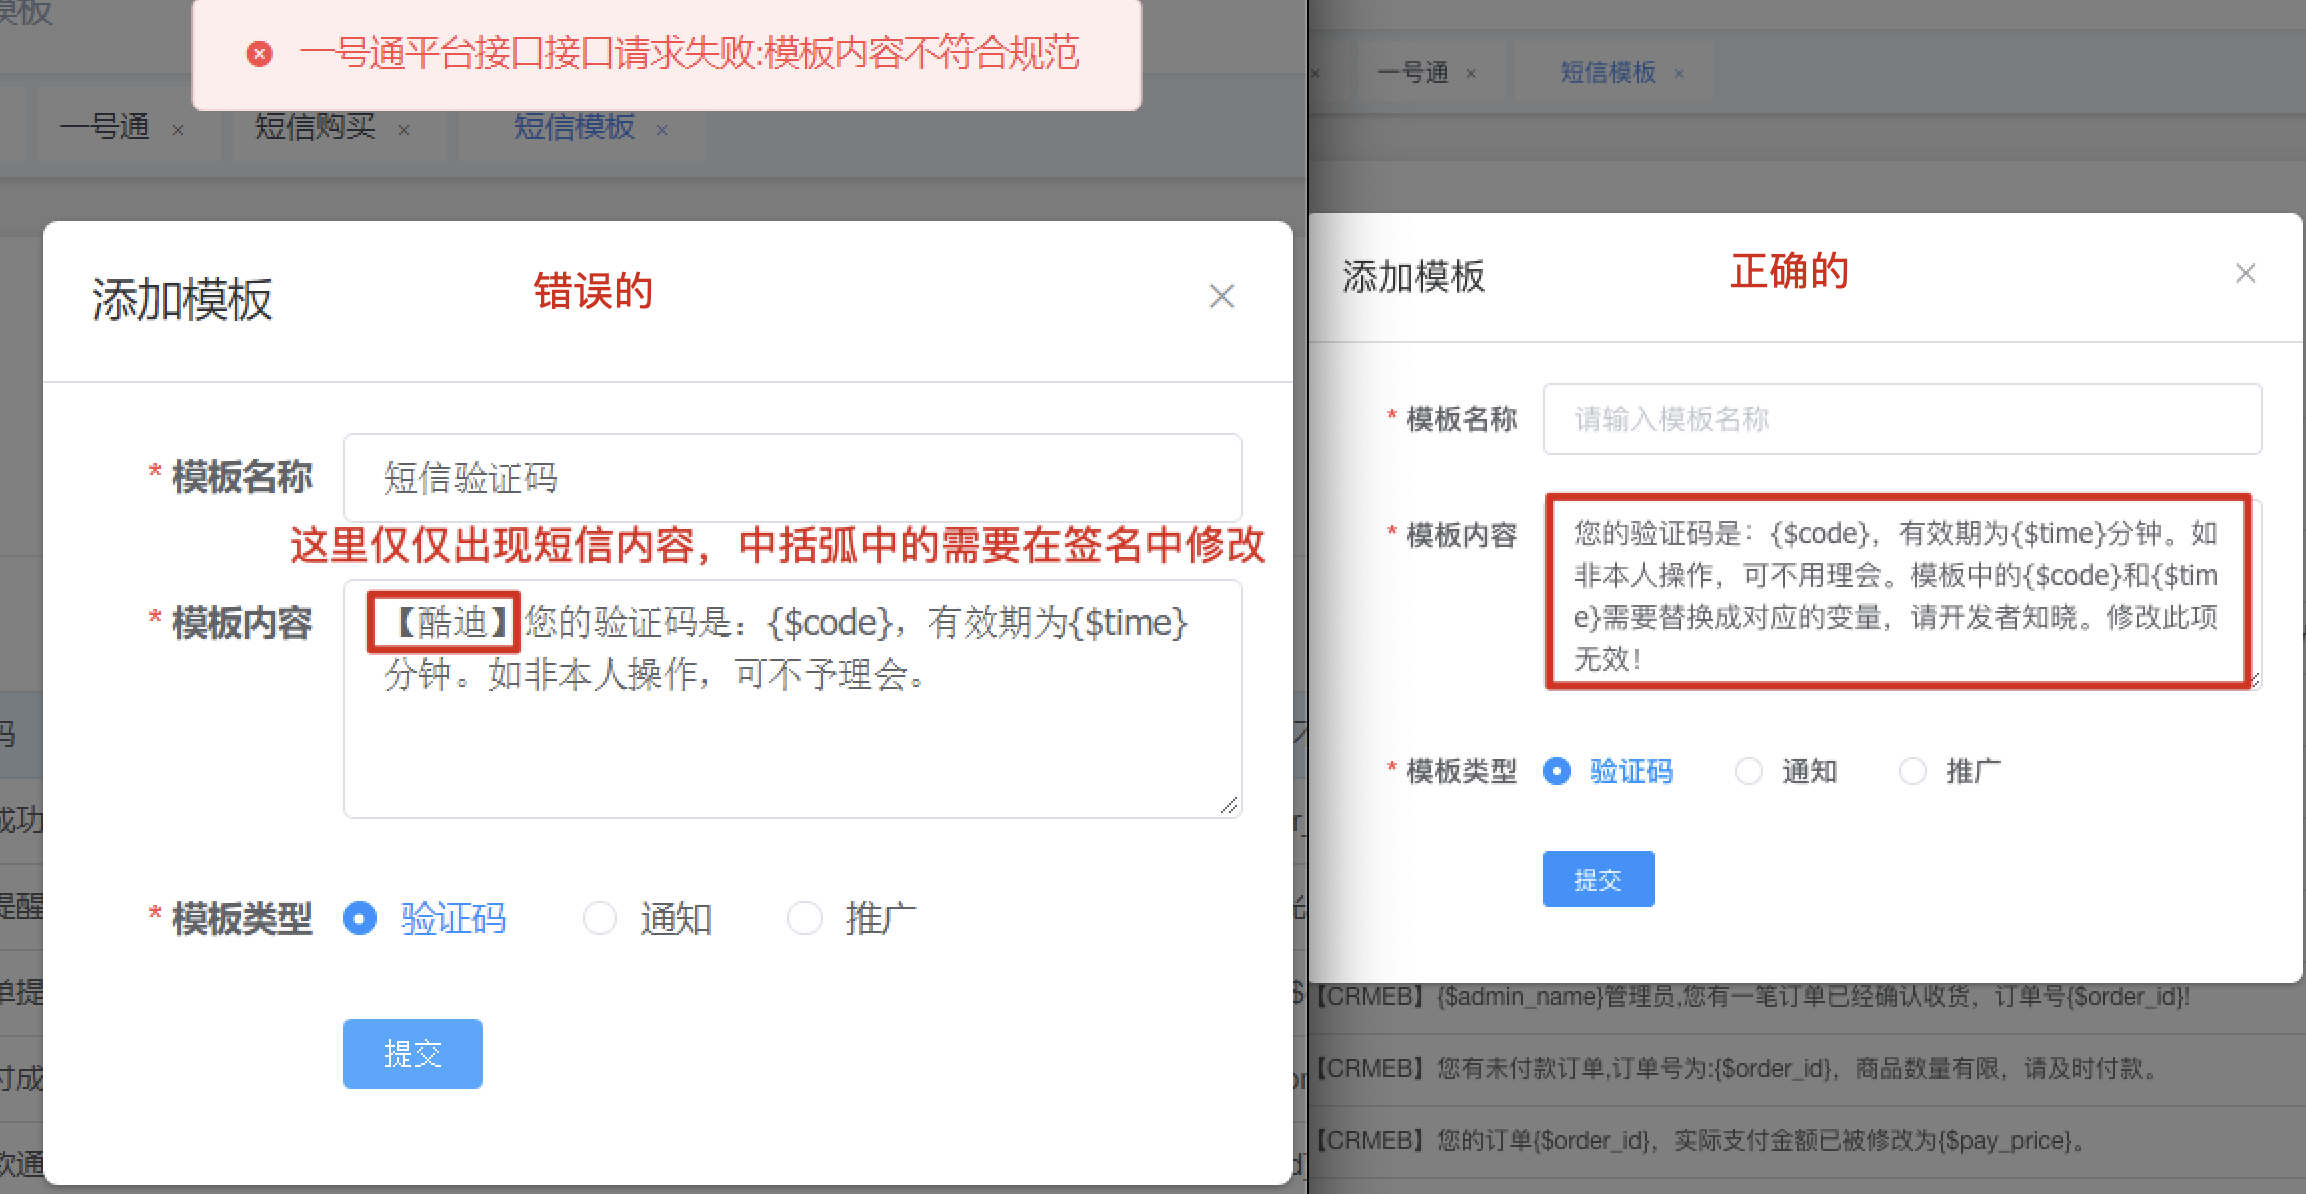 模板
一号通平台接口接口请求失败:模板内容不符合规范
一号通 ×
短信购买 ×
短信模板 ×
添加模板
错误的
* 模板名称
短信验证码
这里仅仅出现短信内容，中括弧中的需要在签名中修改
* 模板内容
【酷迪】您的验证码是：{$code}，有效期为{$time}
分钟。如非本人操作，可不予理会。
* 模板类型
验证码
通知
推广
提交
码
成功
提醒
单提
付成
款通
×
一号通 ×
短信模板 ×
添加模板
正确的
* 模板名称
请输入模板名称
* 模板内容
您的验证码是：{$code}，有效期为{$time}分钟。如
非本人操作，可不用理会。模板中的{$code}和{$tim
e}需要替换成对应的变量，请开发者知晓。修改此项
无效！
* 模板类型
验证码
通知
推广
提交
【CRMEB】{$admin_name}管理员,您有一笔订单已经确认收货，订单号{$order_id}!
【CRMEB】您有未付款订单,订单号为:{$order_id}，商品数量有限，请及时付款。
【CRMEB】您的订单{$order_id}，实际支付金额已被修改为{$pay_price}。